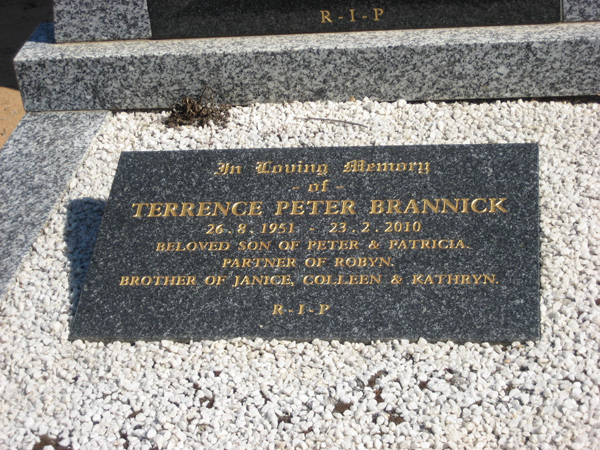 R-I-P
In Loving Memory
- of -
TERRENCE PETER BRANNICK
26.8.1951 - 23.2.2010
BELOVED SON OF PETER & PATRICIA.
PARTNER OF ROBYN.
BROTHER OF JANICE, COLLEEN & KATHRYN.
R-I-P